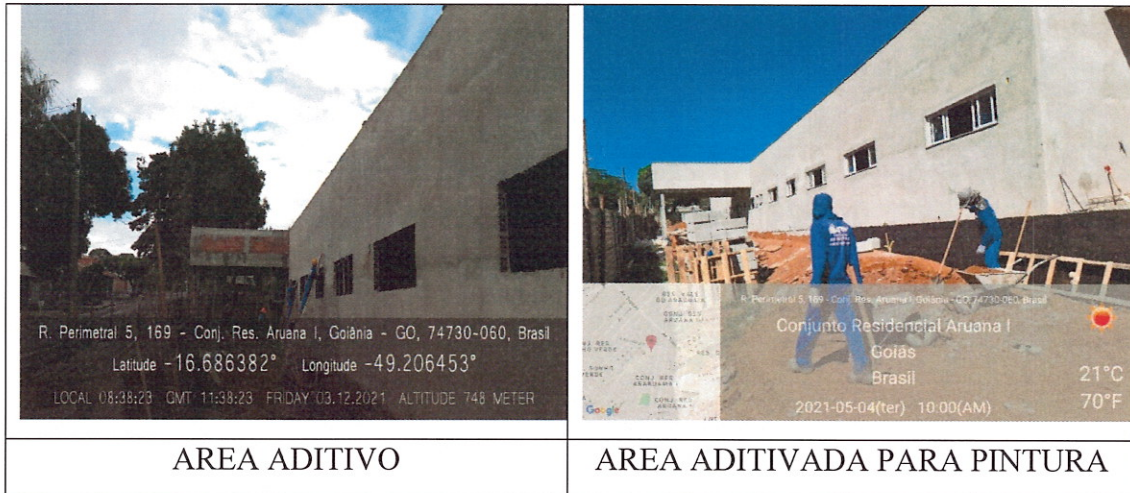 R. Perimetral 5, 169 - Conj. Res. Aruana I, Goiânia - GO, 74730-060, Brasil
Latitude -16.686382° Longitude -49.206453°
LOCAL 08:38:23 GMT 11:38:23 FRIDAY 03.12.2021 ALTITUDE 748 METER
R. Perimetral 5, 169 - Conj. Res. Aruana I, Goiânia - GO, 74730-060, Brasil
Conjunto Residencial Aruana I
Goiás
Brasil
21°C
70°F
2021-05-04(ter) 10:00(AM)
Google
AREA ADITIVO
AREA ADITIVADA PARA PINTURA